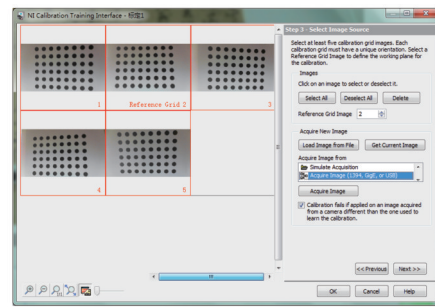 NI Calibration Training Interface - 标定1
Step 3 - Select Image Source
Select at least five calibration grid images. Each
calibration grid must have a unique orientation. Select a
Reference Grid Image to define the working plane for
the calibration.
Images
Click on an image to select or deselect it.
Select All
Deselect All
Delete
Reference Grid Image
2
Acquire New Image
Load Image from File
Get Current Image
Acquire Image from
Simulate Acquisition
Acquire Image (1394, GigE, or USB)
Acquire Image
Calibration fails if applied on an image acquired
from a camera different than the one used to
learn the calibration.
<< Previous
Next >>
OK
Cancel
Help
1
Reference Grid 2
3
4
5